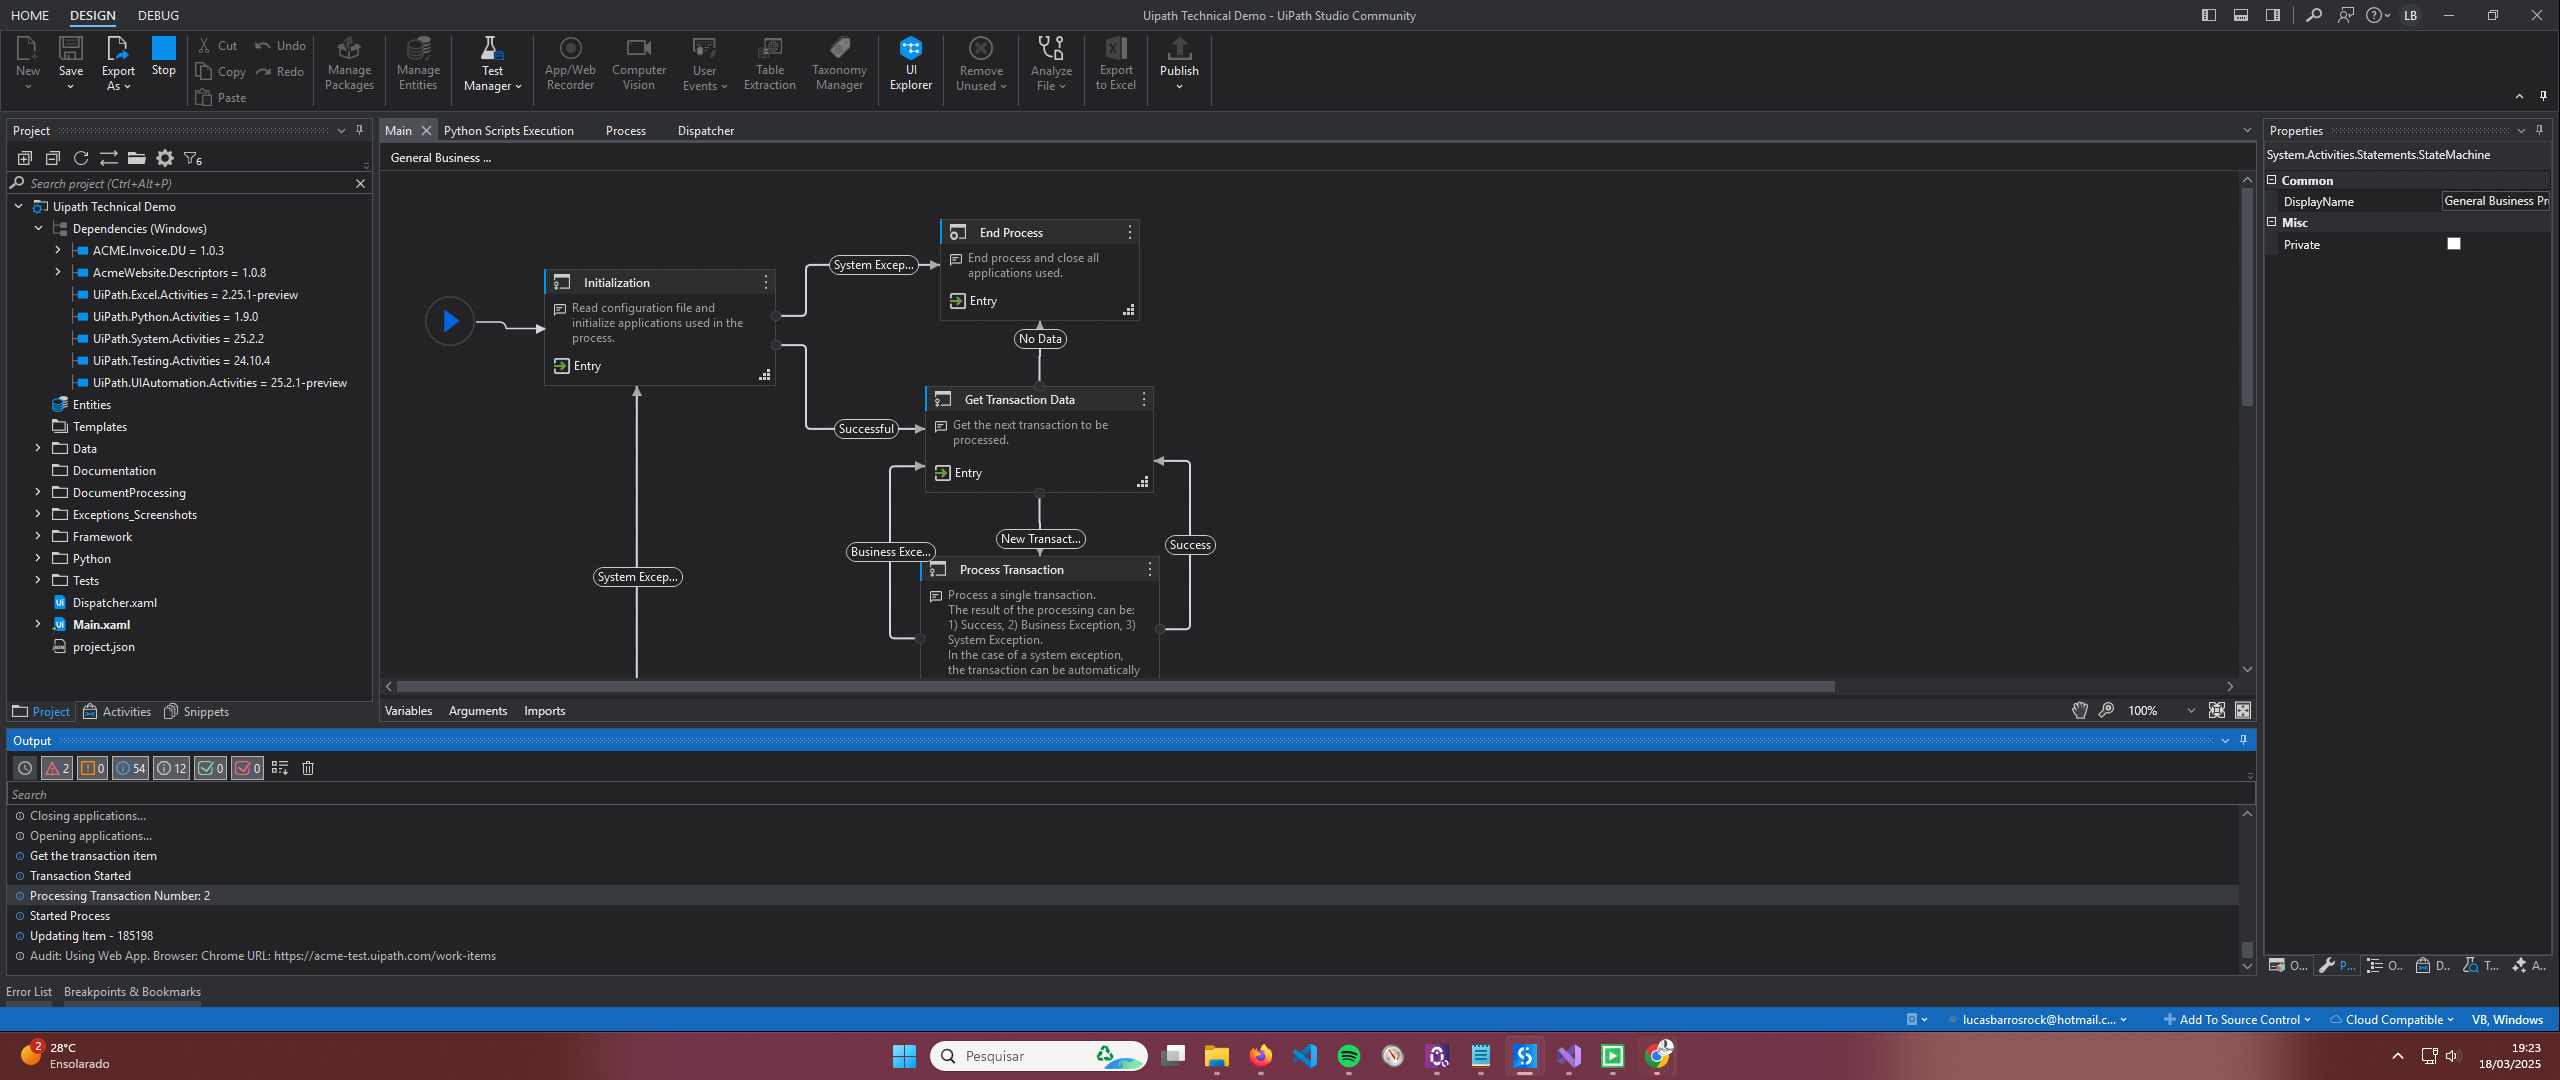 HOME DESIGN DEBUG
Uipath Technical Demo - UiPath Studio Community
LB
New
Save
Export As
Stop
Cut
Copy
Paste
Undo
Redo
Manage Packages
Manage Entities
Test Manager
App/Web Recorder
Computer Vision
User Events
Table Extraction
Taxonomy Manager
UI Explorer
Remove Unused
Analyze File
Export to Excel
Publish
Project
6
Search project (Ctrl+Alt+P)
Uipath Technical Demo
Dependencies (Windows)
ACME.Invoice.DU = 1.0.3
AcmeWebsite.Descriptors = 1.0.8
UiPath.Excel.Activities = 2.25.1-preview
UiPath.Python.Activities = 1.9.0
UiPath.System.Activities = 25.2.2
UiPath.Testing.Activities = 24.10.4
UiPath.UIAutomation.Activities = 25.2.1-preview
Entities
Templates
Data
Documentation
DocumentProcessing
Exceptions_Screenshots
Framework
Python
Tests
Dispatcher.xaml
Main.xaml
project.json
Project Activities Snippets
Main Python Scripts Execution Process Dispatcher
General Business ...
Initialization
Read configuration file and
initialize applications used in the
process.
Entry
System Excep...
End Process
End process and close all
applications used.
Entry
No Data
Successful
Get Transaction Data
Get the next transaction to be
processed.
Entry
Business Exce...
New Transact...
Success
System Excep...
Process Transaction
Process a single transaction.
The result of the processing can be:
1) Success, 2) Business Exception, 3)
System Exception.
In the case of a system exception,
the transaction can be automatically
Variables Arguments Imports
100%
Properties
System.Activities.Statements.StateMachine
Common
DisplayName General Business Pr
Misc
Private
O... P... O.. D.. T... A..
Output
2 0 54 12 0 0
Search
Closing applications...
Opening applications...
Get the transaction item
Transaction Started
Processing Transaction Number: 2
Started Process
Updating Item - 185198
Audit: Using Web App. Browser: Chrome URL: https://acme-test.uipath.com/work-items
Error List Breakpoints & Bookmarks
lucasbarrosrock@hotmail.c... Add To Source Control Cloud Compatible VB, Windows
2
28°C
Ensolarado
Pesquisar
19:23
18/03/2025